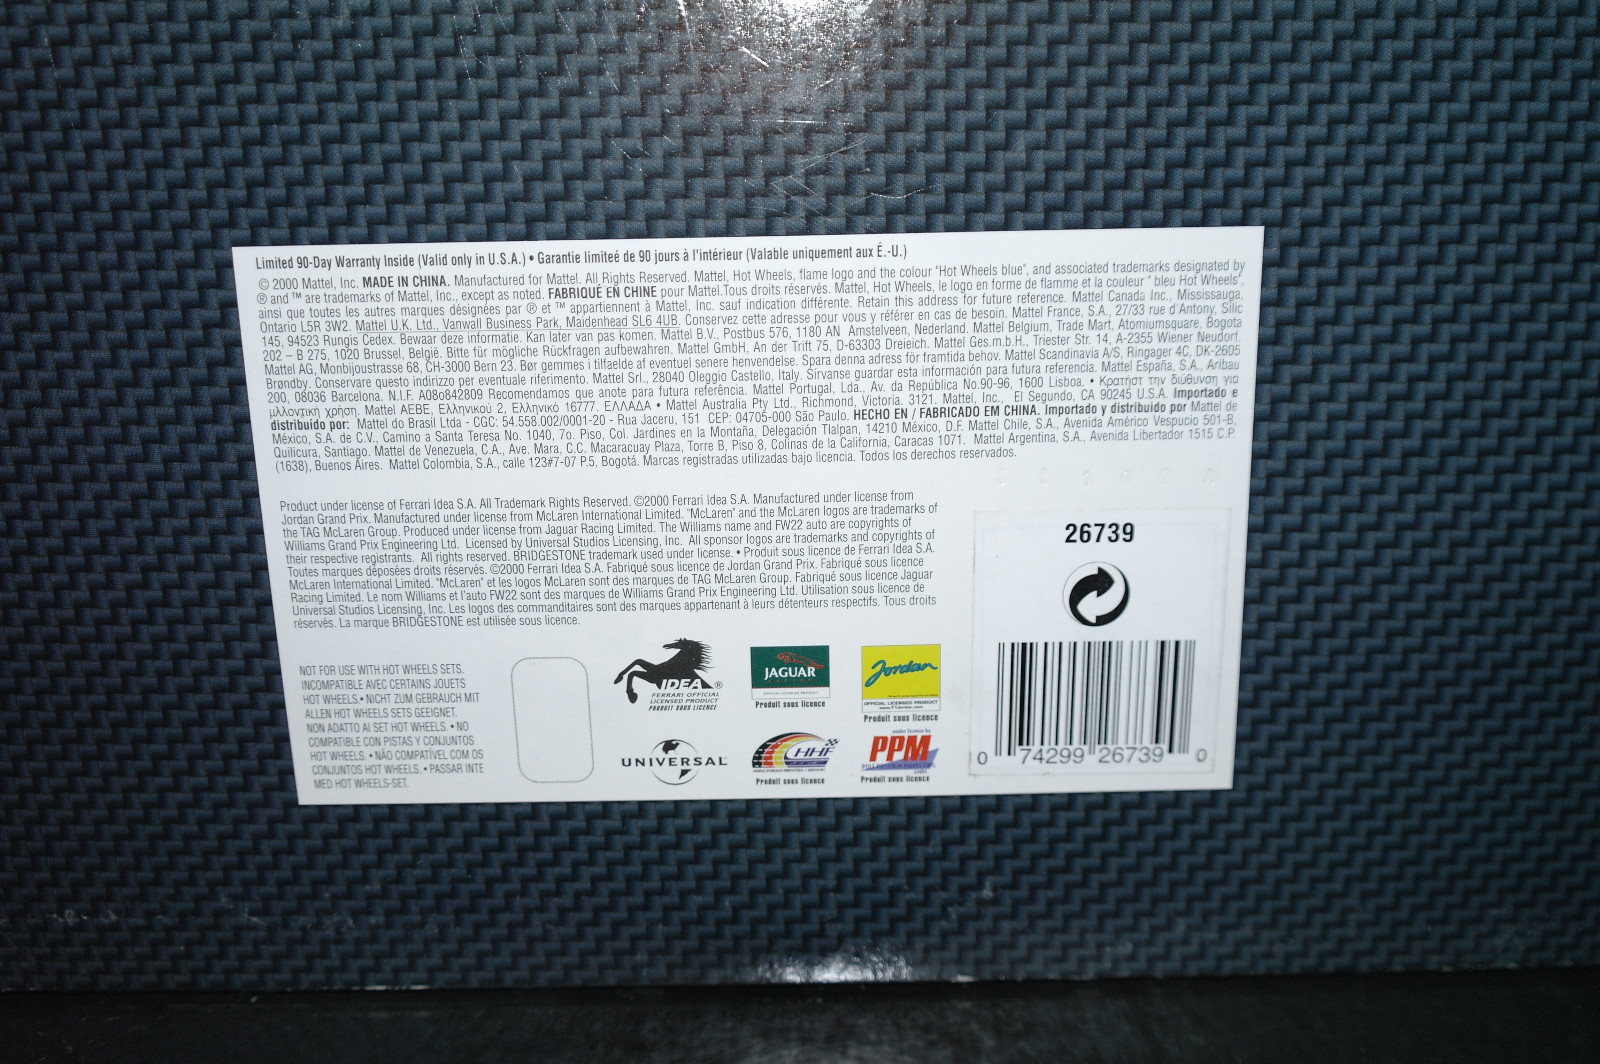 Limited 90-Day Warranty Inside (Valid only in U.S.A.) • Garantie limiteé de 90 jours à l'intérieur (Valable uniquement aux É.-U.)
© 2000 Mattel, Inc. MADE IN CHINA. Manufactured for Mattel. All Rights Reserved. Mattel, Hot Wheels, flame logo and the colour "Hot Wheels blue", and associated trademarks designated by
® and ™ are trademarks of Mattel, Inc., except as noted. FABRIQUÉ EN CHINE pour Mattel.Tous droits réservés. Mattel, Hot Wheels, le logo en forme de flamme et la couleur " bleu Hot Wheels",
ainsi que toutes les autres marques désignées par ® et ™ appartiennent à Mattel, Inc. sauf indication différente. Retain this address for future reference. Mattel Canada Inc., Mississauga,
Ontario L5R 3W2. Mattel U.K. Ltd., Vanwall Business Park, Maidenhead SL6 4UB. Conservez cette adresse pour vous y référer en cas de besoin. Mattel France, S.A., 27/33 rue d'Antony, Silic
145, 94523 Rungis Cedex. Bewaar deze informatie. Kan later van pas komen. Mattel B.V., Postbus 576, 1180 AN Amstelveen, Nederland. Mattel Belgium, Trade Mart, Atomiumsquare, Bogota
202 – B 275, 1020 Brussel, België. Bitte für mögliche Rückfragen aufbewahren. Mattel GmbH, An der Trift 75, D-63303 Dreieich. Mattel Ges.m.b.H., Triester Str. 14, A-2355 Wiener Neudorf.
Mattel AG, Monbijoustrasse 68, CH-3000 Bern 23. Bør gemmes i tilfaelde af eventuel senere henvendelse. Spara denna adress för framtida behov. Mattel Scandinavia A/S, Ringager 4C, DK-2605
Brøndby. Conservare questo indirizzo per eventuale riferimento. Mattel Srl., 28040 Oleggio Castello, Italy. Sírvanse guardar esta información para futura referencia. Mattel España, S.A., Aribau
200, 08036 Barcelona. N.I.F. A08o842809 Recomendamos que anote para futura referência. Mattel Portugal, Lda., Av. da República No.90-96, 1600 Lisboa. • Κρατήστ την διύθυνση για
μλλοντική χρήση. Mattel AEBE, Ελληνικού 2, Ελληνικό 16777. ΕΛΛΑΔΑ • Mattel Australia Pty Ltd., Richmond, Victoria. 3121. Mattel, Inc., El Segundo, CA 90245 U.S.A. Importado e
distribuído por: Mattel do Brasil Ltda - CGC: 54.558.002/0001-20 - Rua Jaceru, 151 CEP: 04705-000 São Paulo. HECHO EN / FABRICADO EM CHINA. Importado y distribuido por Mattel de
México, S.A. de C.V., Camino a Santa Teresa No. 1040, 7o. Piso, Col. Jardines en la Montaña, Delegación Tlalpan, 14210 México, D.F. Mattel Chile, S.A., Avenida Américo Vespucio 501-B,
Quilicura, Santiago. Mattel de Venezuela, C.A., Ave. Mara, C.C. Macaracuay Plaza, Torre B, Piso 8, Colinas de la California, Caracas 1071. Mattel Argentina, S.A., Avenida Libertador 1515 C.P.
(1638), Buenos Aires. Mattel Colombia, S.A., calle 123#7-07 P.5, Bogotá. Marcas registradas utilizadas bajo licencia. Todos los derechos reservados.
Product under license of Ferrari Idea S.A. All Trademark Rights Reserved. ©2000 Ferrari Idea S.A. Manufactured under license from
Jordan Grand Prix. Manufactured under license from McLaren International Limited. "McLaren" and the McLaren logos are trademarks of
the TAG McLaren Group. Produced under license from Jaguar Racing Limited. The Williams name and FW22 auto are copyrights of
Williams Grand Prix Engineering Ltd. Licensed by Universal Studios Licensing, Inc. All sponsor logos are trademarks and copyrights of
their respective registrants. All rights reserved. BRIDGESTONE trademark used under license. • Produit sous licence de Ferrari Idea S.A.
Toutes marques déposées droits réservés. ©2000 Ferrari Idea S.A. Fabriqué sous licence de Jordan Grand Prix. Fabriqué sous licence
McLaren International Limited. "McLaren" et les logos McLaren sont des marques de TAG McLaren Group. Fabriqué sous licence Jaguar
Racing Limited. Le nom Williams et l'auto FW22 sont des marques de Williams Grand Prix Engineering Ltd. Utilisation sous licence de
Universal Studios Licensing, Inc. Les logos des commanditaires sont des marques appartenant à leurs détenteurs respectifs. Tous droits
réservés. La marque BRIDGESTONE est utilisée sous licence.
NOT FOR USE WITH HOT WHEELS SETS.
INCOMPATIBLE AVEC CERTAINS JOUETS
HOT WHEELS.• NICHT ZUM GEBRAUCH MIT
ALLEN HOT WHEELS SETS GEEIGNET.
NON ADATTO AI SET HOT WHEELS. • NO
COMPATIBLE CON PISTAS Y CONJUNTOS
HOT WHEELS. • NÃO COMPATÍVEL COM OS
CONJUNTOS HOT WHEELS. • PASSAR INTE
MED HOT WHEELS-SET.
IDEA ®
FERRARI OFFICIAL
LICENSED PRODUCT
PRODUIT SOUS LICENCE
JAGUAR
OFFICIAL LICENSED PRODUCT
Produit sous licence
Jordan
OFFICIAL LICENSED PRODUCT
www.f1jordan.com
Produit sous licence
UNIVERSAL
HHF
Produit sous licence
under licence by
PPM
Produit sous licence
26739
0 74299 26739 0